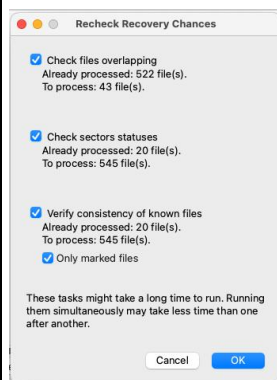 Recheck Recovery Chances
Check files overlapping
Already processed: 522 file(s).
To process: 43 file(s).
Check sectors statuses
Already processed: 20 file(s).
To process: 545 file(s).
Verify consistency of known files
Already processed: 20 file(s).
To process: 545 file(s).
Only marked files
These tasks might take a long time to run. Running
them simultaneously may take less time than one
after another.
Cancel
OK